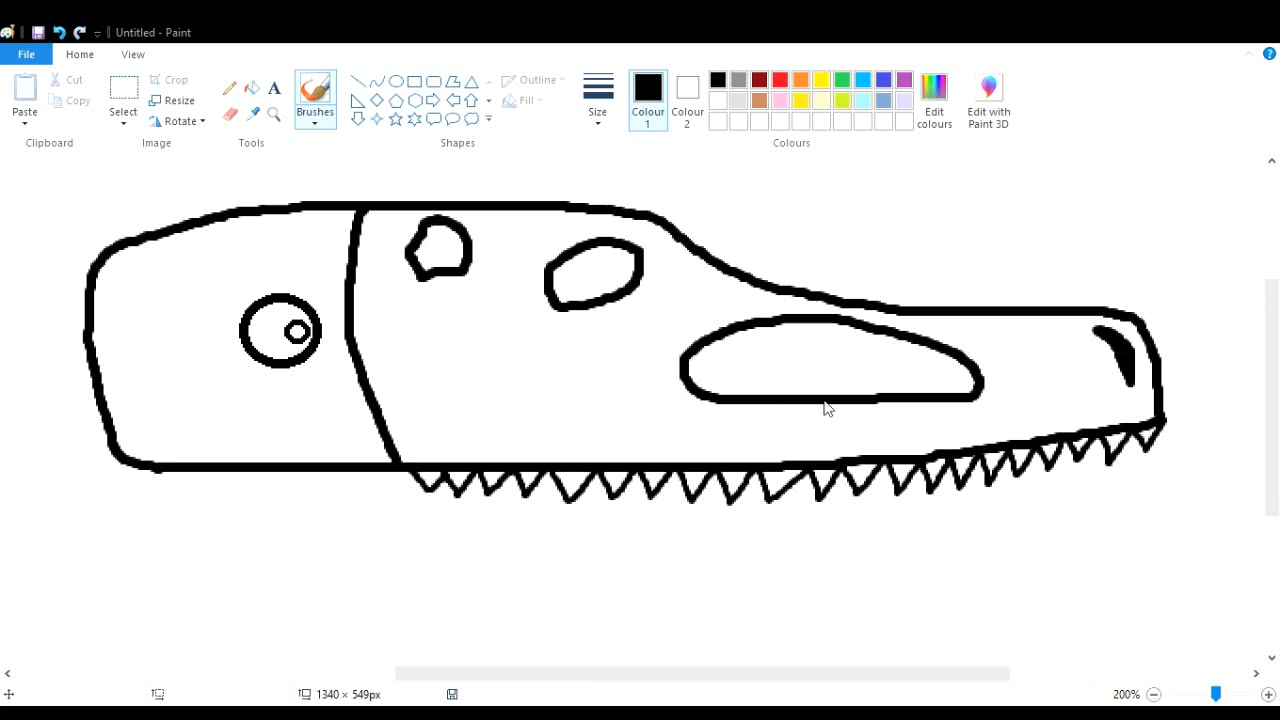 Untitled - Paint
File Home View
Paste
Cut
Copy
Clipboard
Select
Crop
Resize
Rotate
Image
A
Tools
Brushes
Shapes
Outline
Fill
Size
Colour 1
Colour 2
Colours
Edit colours
Edit with Paint 3D
1340 × 549px
200%